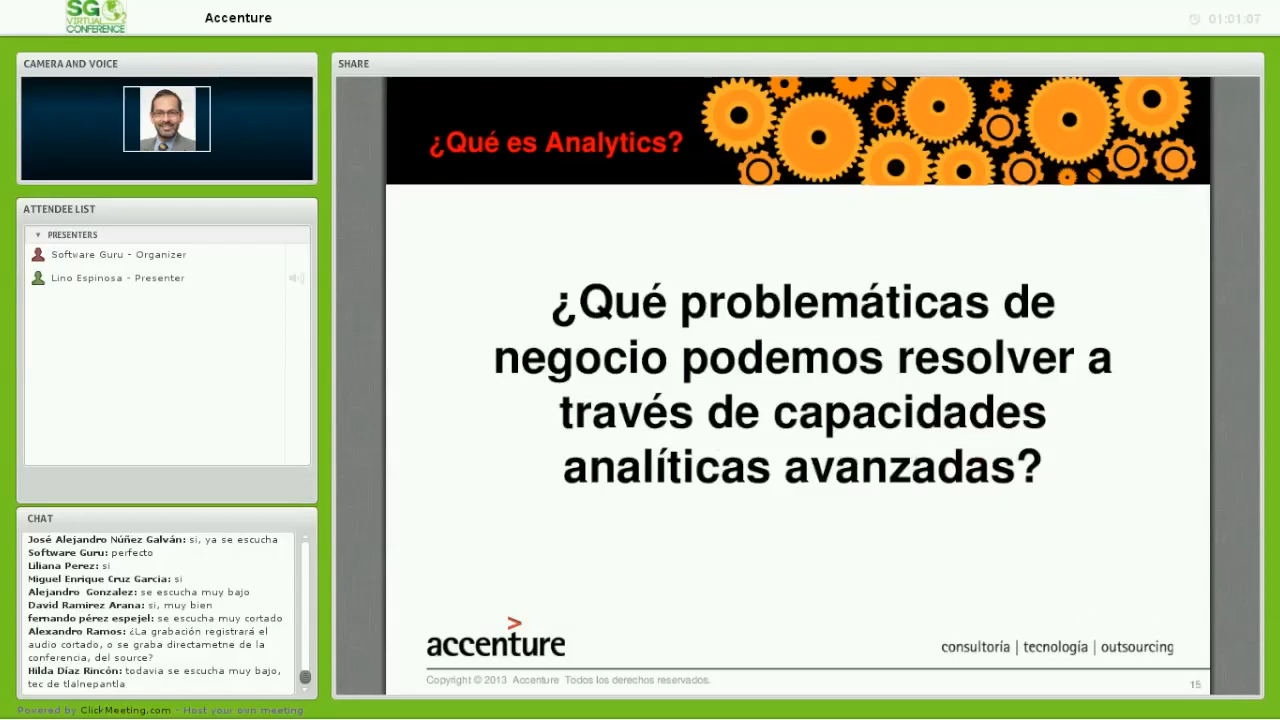 SG
VIRTUAL
CONFERENCE
Accenture
01:01:07
CAMERA AND VOICE
ATTENDEE LIST
PRESENTERS
Software Guru - Organizer
Lino Espinosa - Presenter
CHAT
José Alejandro Núñez Galván: si, ya se escucha
Software Guru: perfecto
Liliana Perez: si
Miguel Enrique Cruz Garcia: si
Alejandro Gonzalez: se escucha muy bajo
David Ramirez Arana: si, muy bien
fernando pérez espejel: se escucha muy cortado
Alexandro Ramos: ¿La grabación registrará el
audio cortado, o se graba directametne de la
conferencia, del source?
Hilda Díaz Rincón: todavia se escucha muy bajo,
tec de tlalnepantla
Powered by ClickMeeting.com - Host your own meeting
SHARE
¿Qué es Analytics?
¿Qué problemáticas de
negocio podemos resolver a
través de capacidades
analíticas avanzadas?
>
accenture
consultoría | tecnología | outsourcing
Copyright © 2013 Accenture Todos los derechos reservados.
15